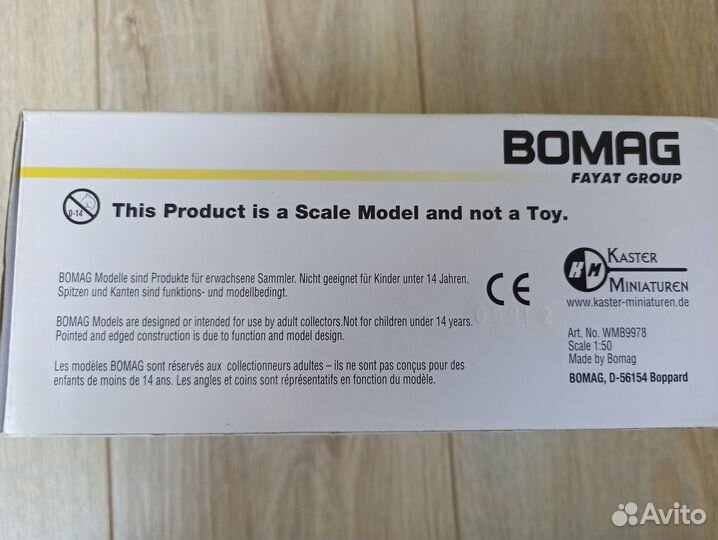 BOMAG
FAYAT GROUP
0-14
This Product is a Scale Model and not a Toy.
BOMAG Modelle sind Produkte für erwachsene Sammler. Nicht geeignet für Kinder unter 14 Jahren.
Spitzen und Kanten sind funktions- und modellbedingt.
BOMAG Models are designed or intended for use by adult collectors.Not for children under 14 years.
Pointed and edged construction is due to function and model design.
Les modèles BOMAG sont réservés aux collectionneurs adultes – ils ne sont pas conçus pour des
enfants de moins de 14 ans. Les angles et coins sont réprésentatifs en fonction du modèle.
CE
KM
KASTER
MINIATUREN
www.kaster-miniaturen.de
Art. No. WMB9978
Scale 1:50
Made by Bomag
BOMAG, D-56154 Boppard
Avito